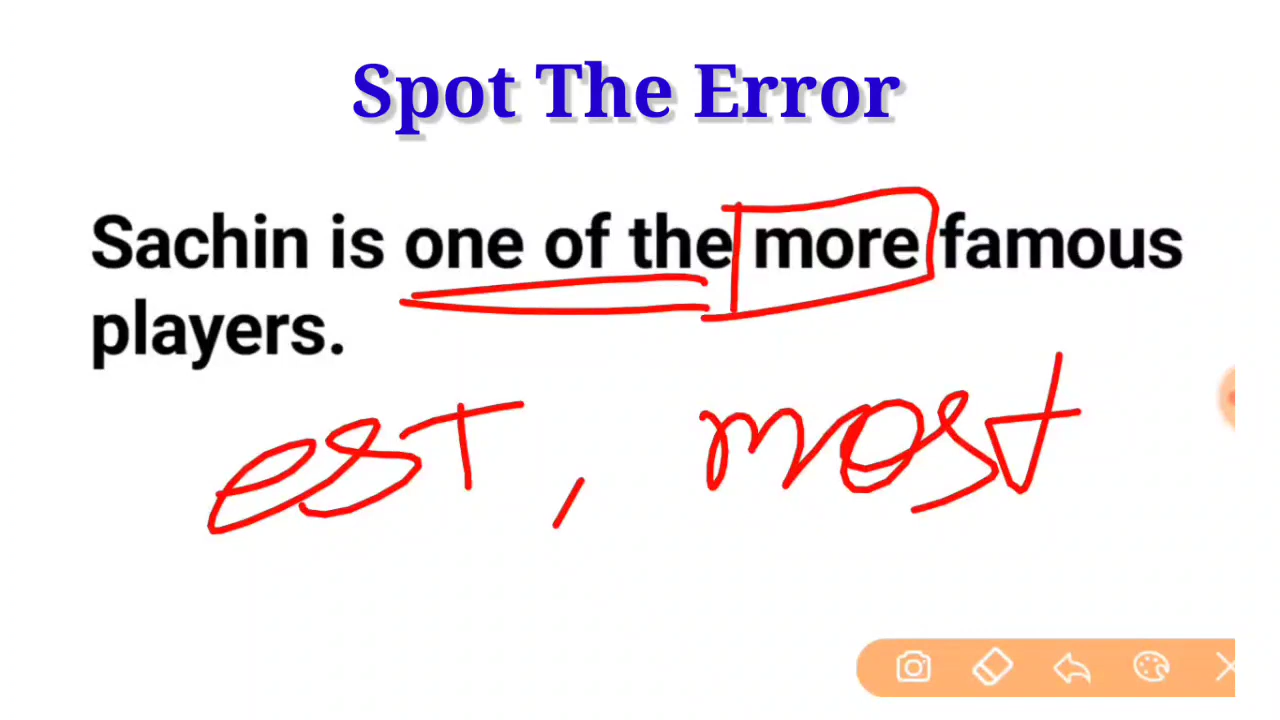 Spot The Error
Sachin is one of the more famous
players.
est, most